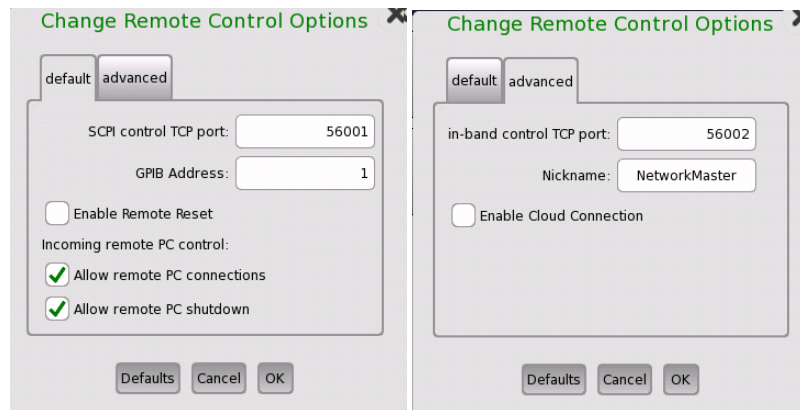 Change Remote Control Options
default advanced
SCPI control TCP port: 56001
GPIB Address: 1
Enable Remote Reset
Incoming remote PC control:
Allow remote PC connections
Allow remote PC shutdown
Defaults Cancel OK
Change Remote Control Options
default advanced
in-band control TCP port: 56002
Nickname: NetworkMaster
Enable Cloud Connection
Defaults Cancel OK